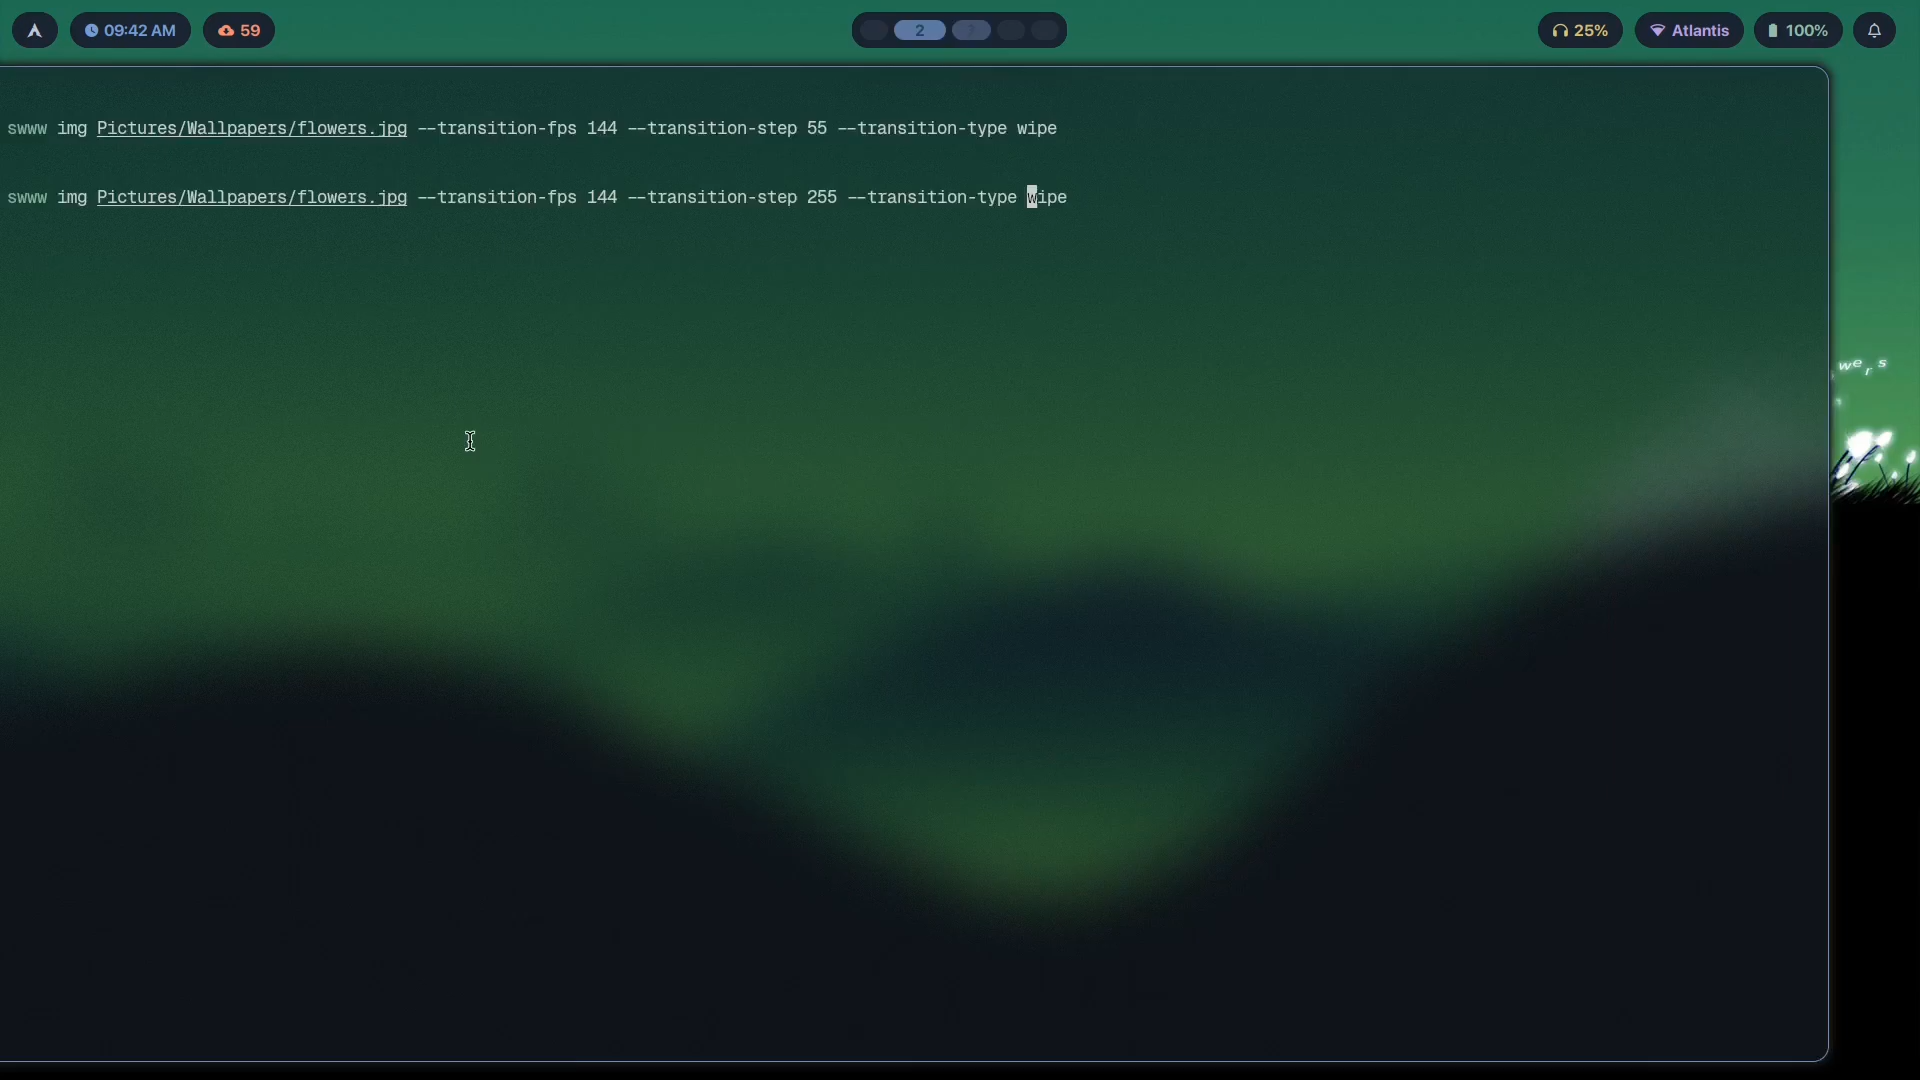 09:42 AM 59 2 3 25% Atlantis 100%
swww img Pictures/Wallpapers/flowers.jpg --transition-fps 144 --transition-step 55 --transition-type wipe
swww img Pictures/Wallpapers/flowers.jpg --transition-fps 144 --transition-step 255 --transition-type wipe
wers